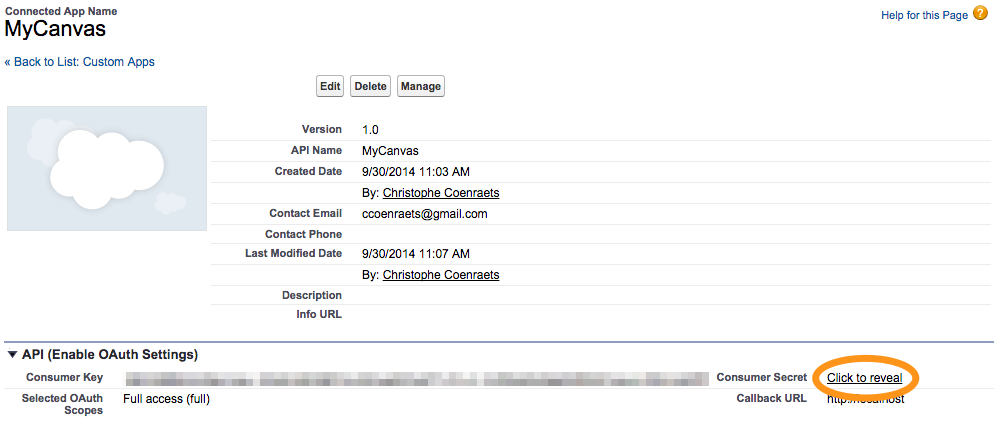 Connected App Name
MyCanvas
Help for this Page ?
« Back to List: Custom Apps
Edit Delete Manage
Version 1.0
API Name MyCanvas
Created Date 9/30/2014 11:03 AM
By: Christophe Coenraets
Contact Email ccoenraets@gmail.com
Contact Phone
Last Modified Date 9/30/2014 11:07 AM
By: Christophe Coenraets
Description
Info URL
API (Enable OAuth Settings)
Consumer Key Consumer Secret Click to reveal
Selected OAuth Scopes Full access (full) Callback URL http://localhost